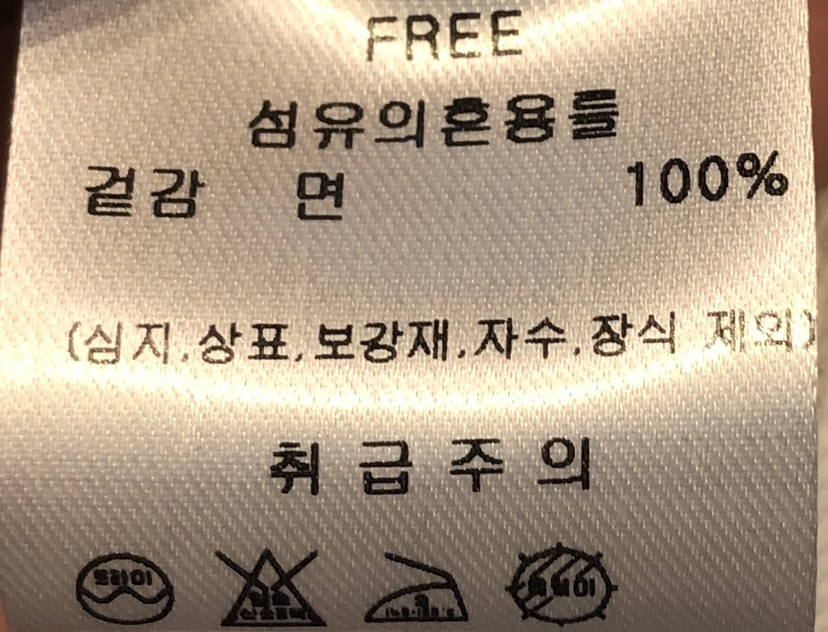 FREE
섬유의혼용률
겉감 면 100%
(심지,상표,보강재,자수,장식 제외)
취급주의
드라이